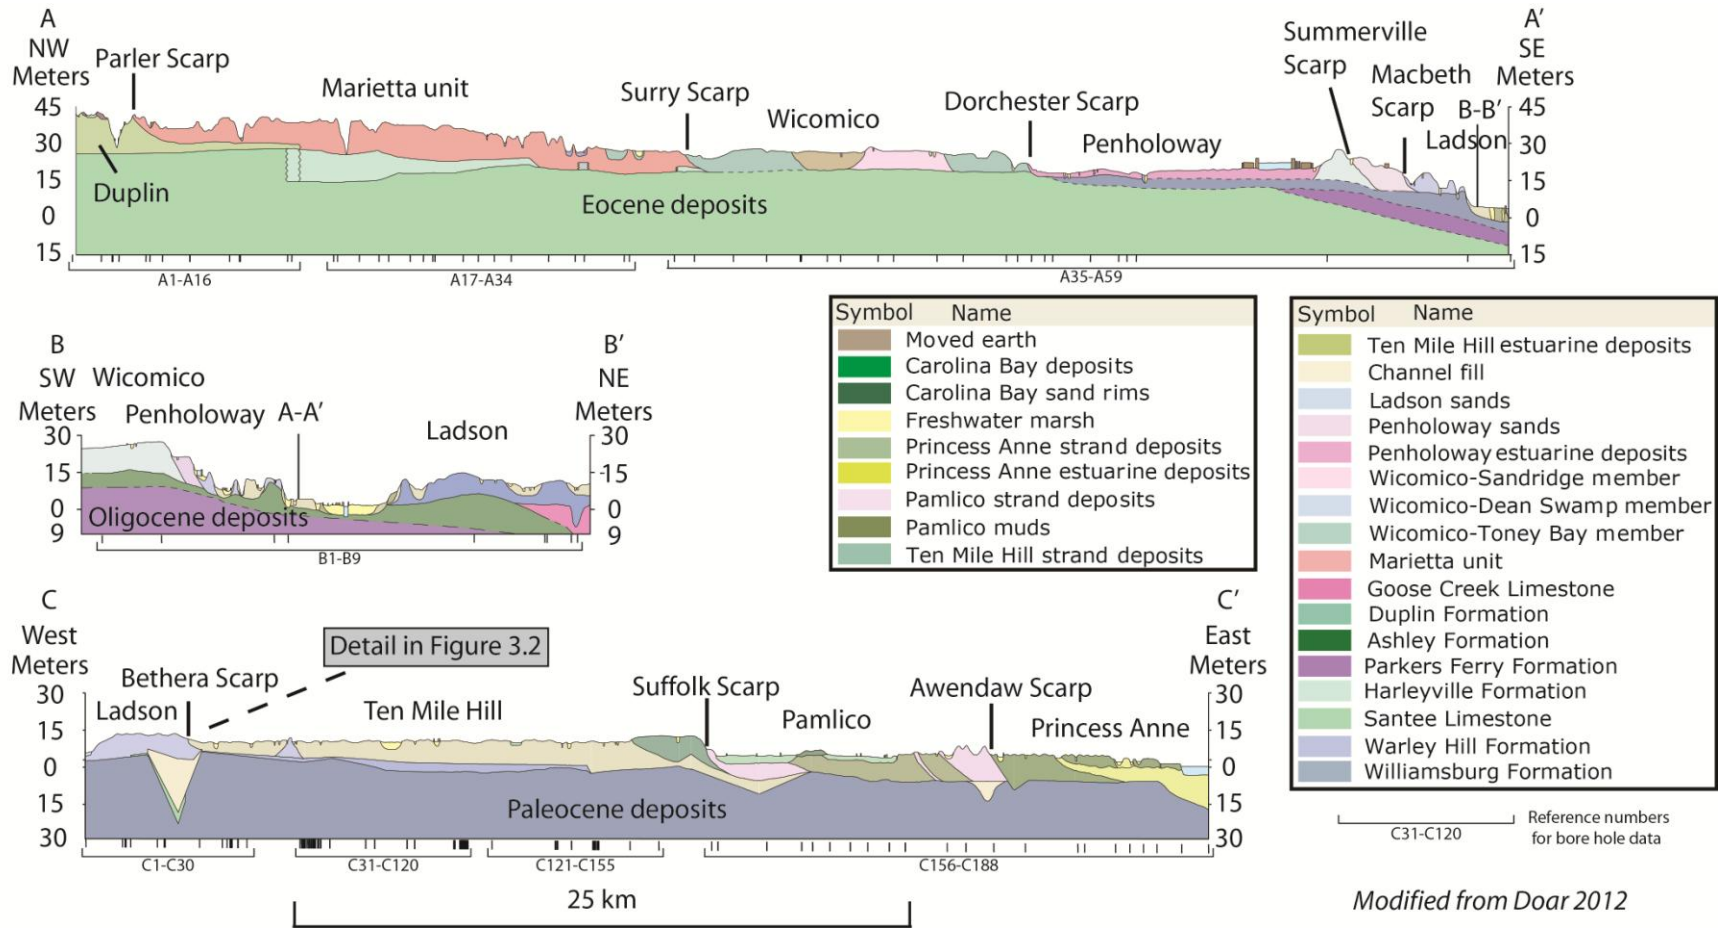 A
NW
Meters
Parler Scarp
Marietta unit
Surry Scarp
Wicomico
Dorchester Scarp
Penholoway
Summerville
Scarp
Macbeth
Scarp
B-B’
Ladson
A’
SE
Meters
45
30
15
0
15
45
30
15
0
15
Duplin
Eocene deposits
A1-A16
A17-A34
A35-A59
B
SW
Meters
Wicomico
Penholoway
A-A’
Ladson
B’
NE
Meters
30
15
0
9
30
15
0
9
Oligocene deposits
B1-B9
Symbol Name
Moved earth
Carolina Bay deposits
Carolina Bay sand rims
Freshwater marsh
Princess Anne strand deposits
Princess Anne estuarine deposits
Pamlico strand deposits
Pamlico muds
Ten Mile Hill strand deposits
Symbol Name
Ten Mile Hill estuarine deposits
Channel fill
Ladson sands
Penholoway sands
Penholoway estuarine deposits
Wicomico-Sandridge member
Wicomico-Dean Swamp member
Wicomico-Toney Bay member
Marietta unit
Goose Creek Limestone
Duplin Formation
Ashley Formation
Parkers Ferry Formation
Harleyville Formation
Santee Limestone
Warley Hill Formation
Williamsburg Formation
C31-C120
Reference numbers
for bore hole data
C
West
Meters
Bethera Scarp
Ladson
Detail in Figure 3.2
Ten Mile Hill
Suffolk Scarp
Pamlico
Awendaw Scarp
Princess Anne
C’
East
Meters
30
15
0
15
30
30
15
0
15
30
Paleocene deposits
C1-C30
C31-C120
C121-C155
C156-C188
25 km
Modified from Doar 2012